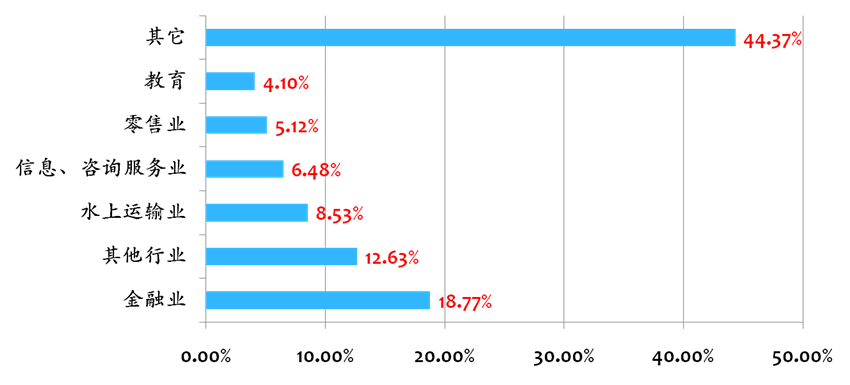 其它 44.37%
教育 4.10%
零售业 5.12%
信息、咨询服务业 6.48%
水上运输业 8.53%
其他行业 12.63%
金融业 18.77%
0.00% 10.00% 20.00% 30.00% 40.00% 50.00%